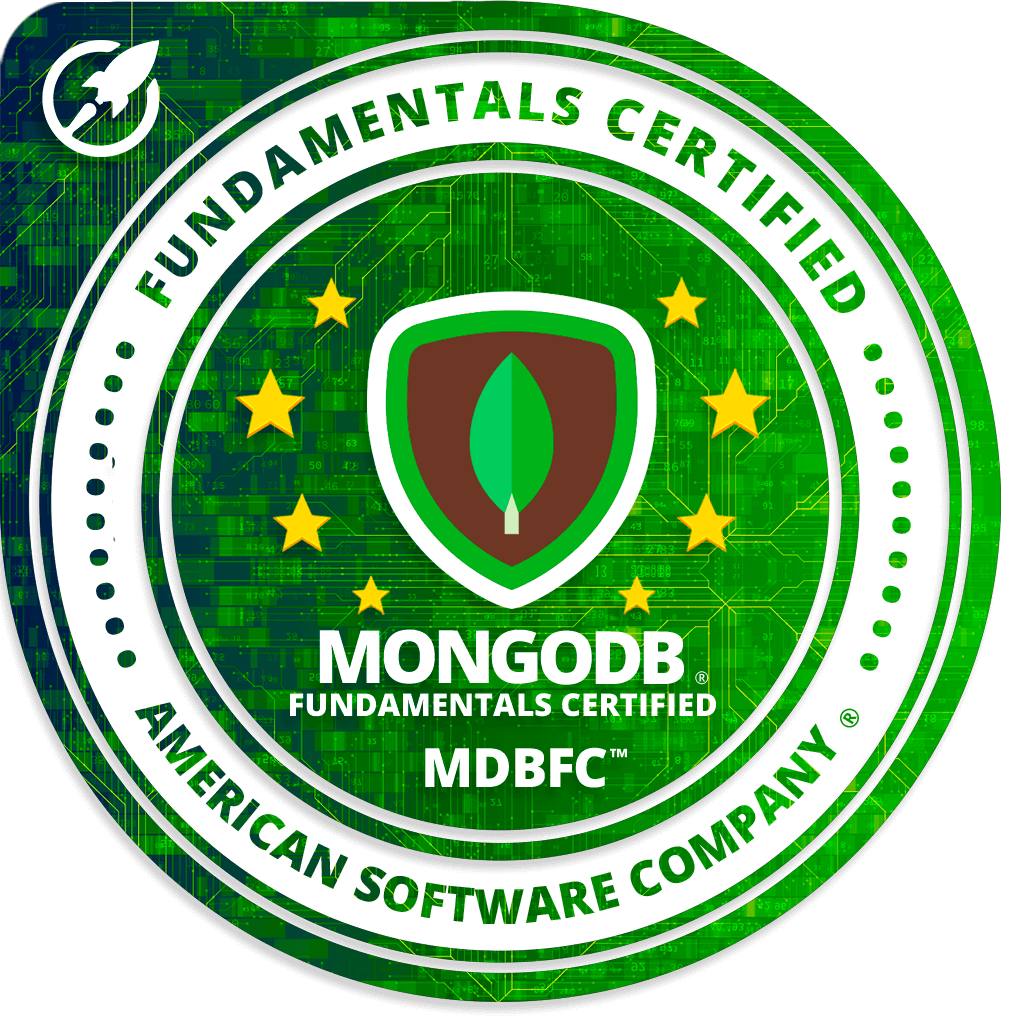 FUNDAMENTALS CERTIFIED
MONGODB ®
FUNDAMENTALS CERTIFIED
MDBFC™
AMERICAN SOFTWARE COMPANY ®